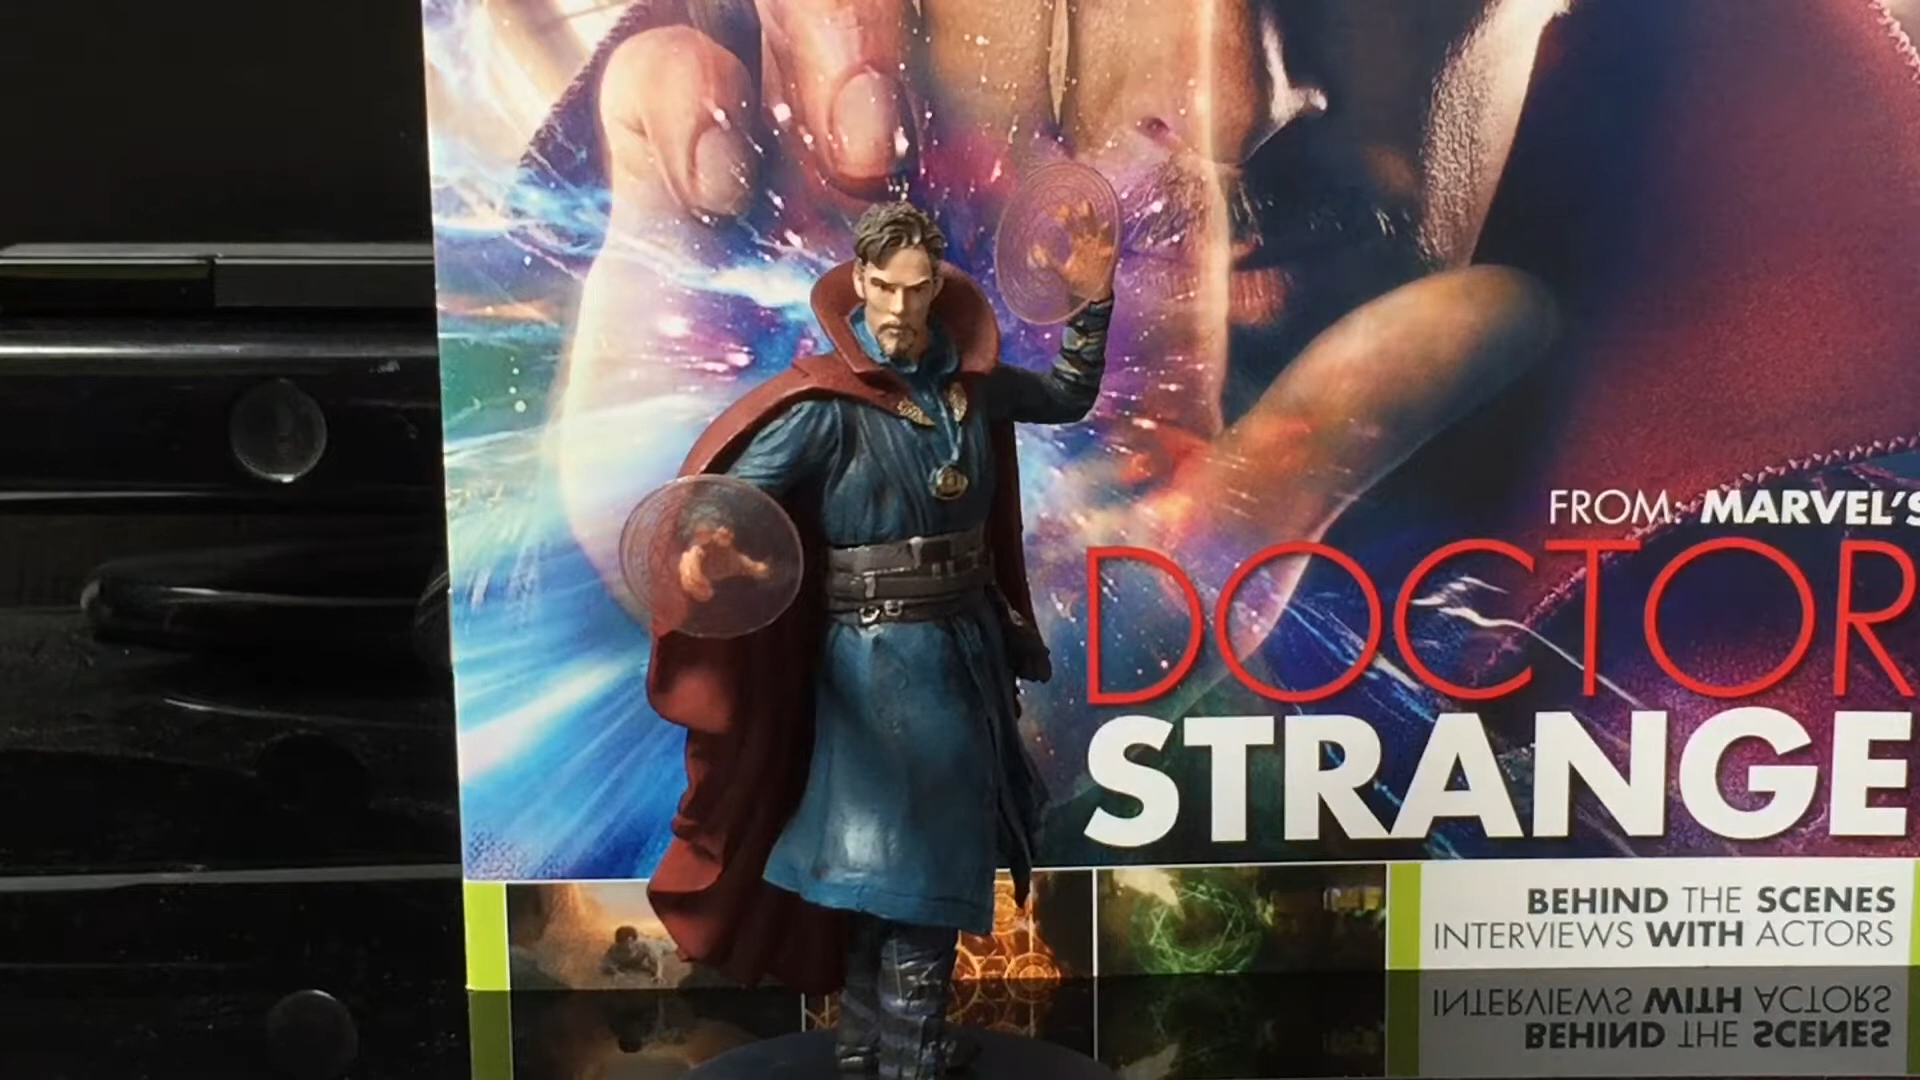 FROM: MARVEL'S
DOCTOR
STRANGE
BEHIND THE SCENES
INTERVIEWS WITH ACTORS